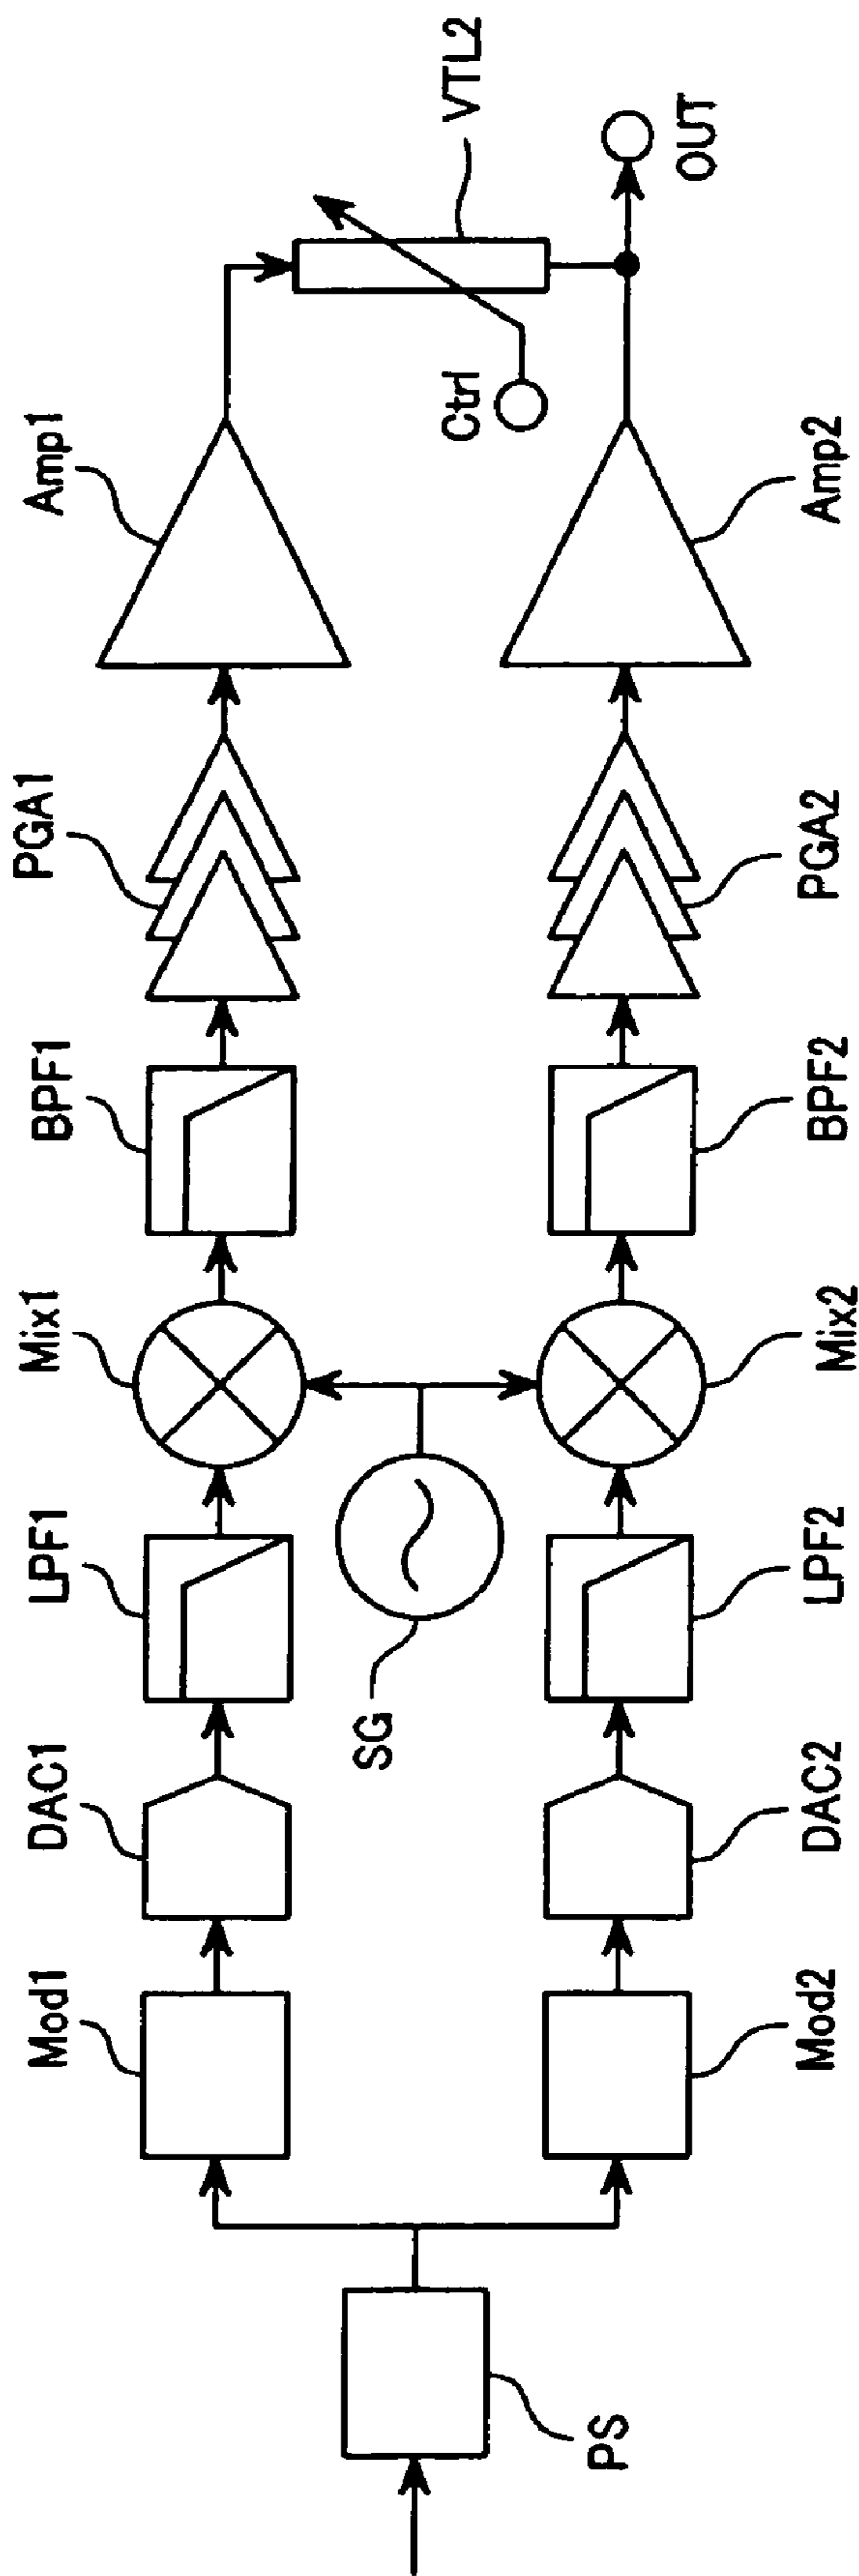 PS
Mod1
DAC1
LPF1
Mix1
BPF1
PGA1
Amp1
VTL2
SG
Ctrl
OUT
Mod2
DAC2
LPF2
Mix2
BPF2
PGA2
Amp2